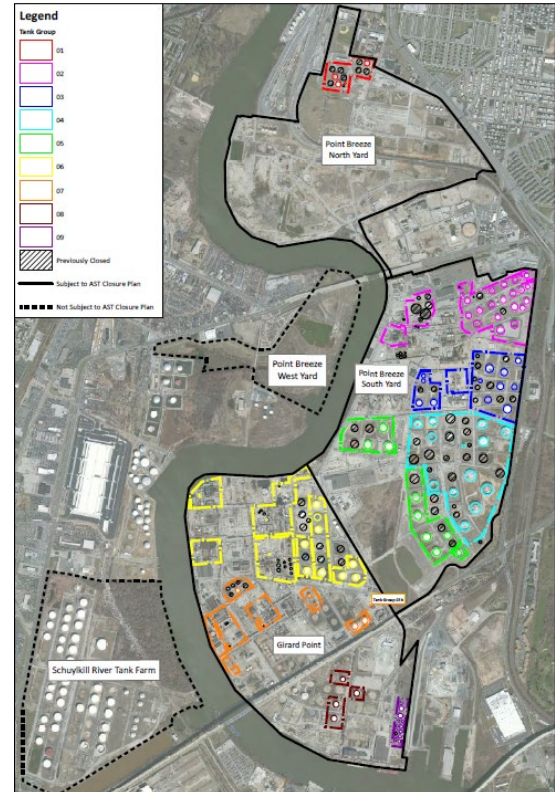 Legend
Tank Group
01
02
03
04
05
06
07
08
09
Previously Closed
Subject to AST Closure Plan
Not Subject to AST Closure Plan
Point Breeze
North Yard
Point Breeze
West Yard
Point Breeze
South Yard
Girard Point
Schuylkill River Tank Farm